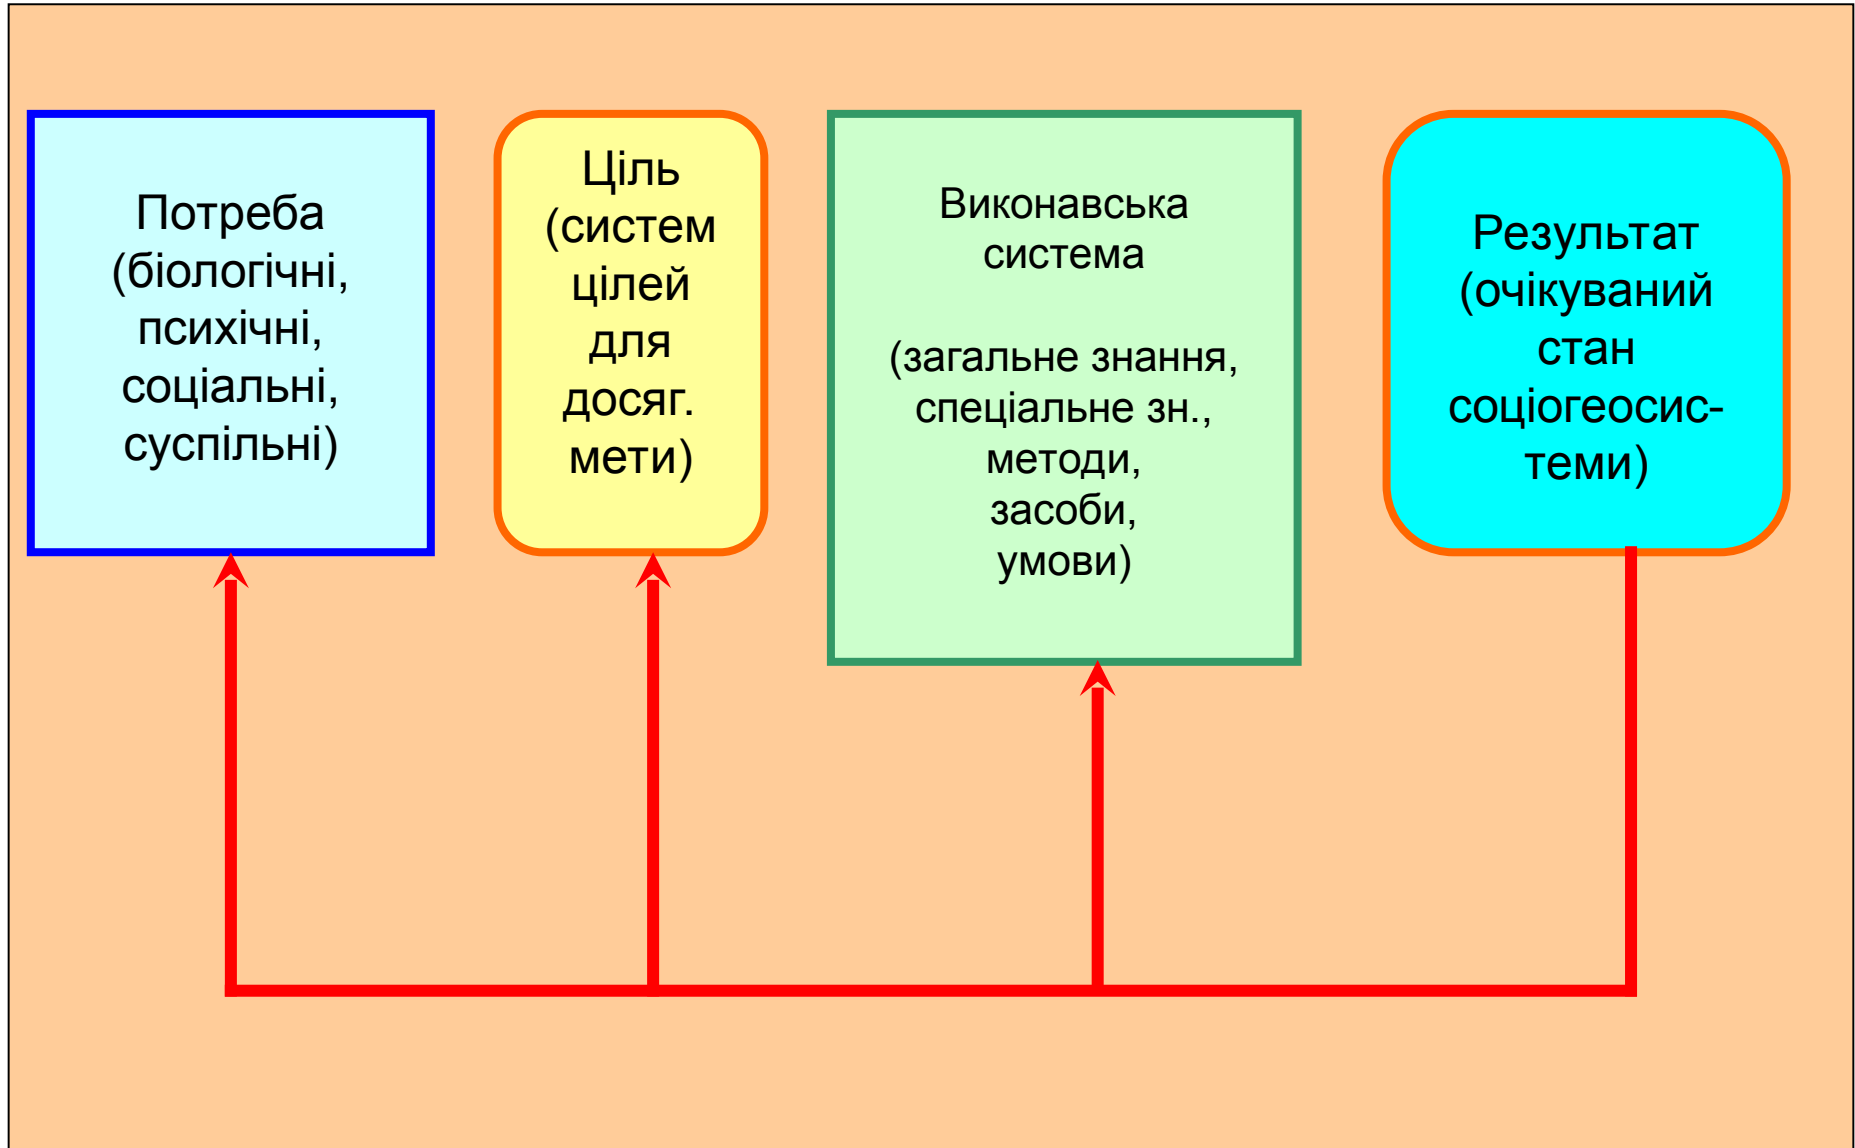 Потреба
(біологічні,
психічні,
соціальні,
суспільні)
Ціль
(систем
цілей
для
досяг.
мети)
Виконавська
система
(загальне знання,
спеціальне зн.,
методи,
засоби,
умови)
Результат
(очікуваний
стан
соціогеосис-
теми)